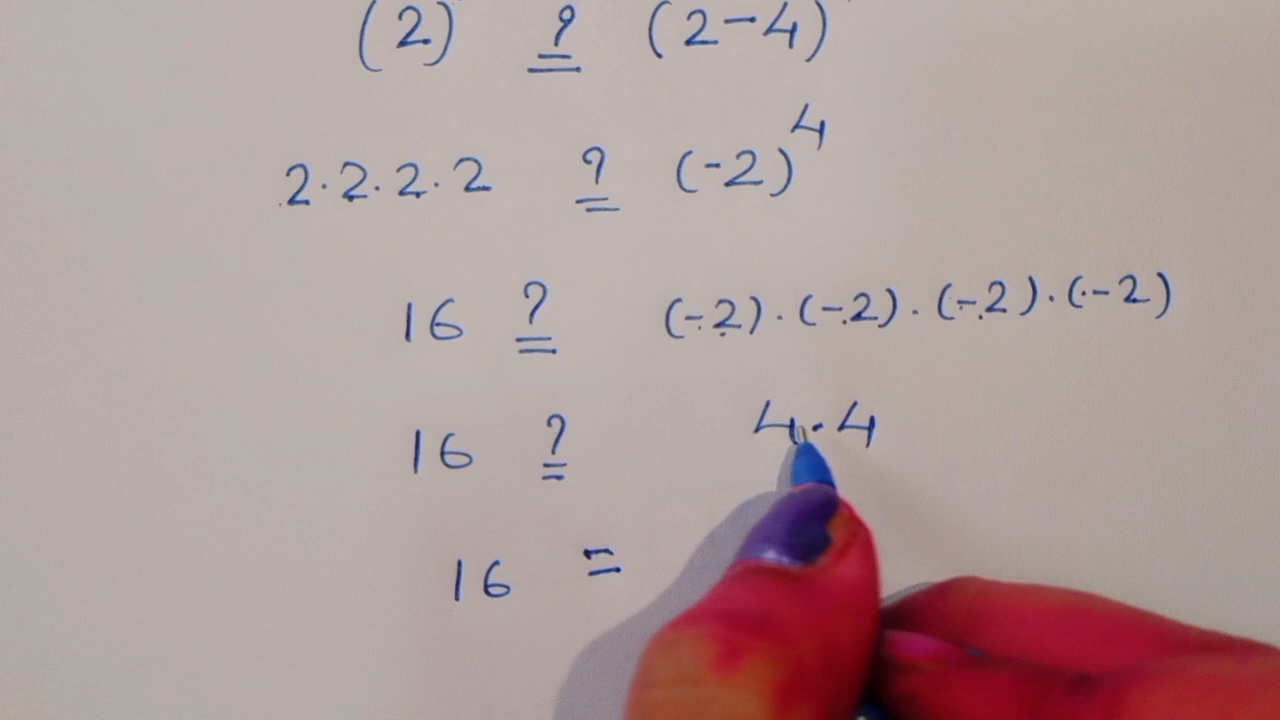 (2) ≟ (2-4)
2.2.2.2 ≟ (-2)⁴
16 ≟ (-2).(-2).(-2).(-2)
16 ≟ 4.4
16 =